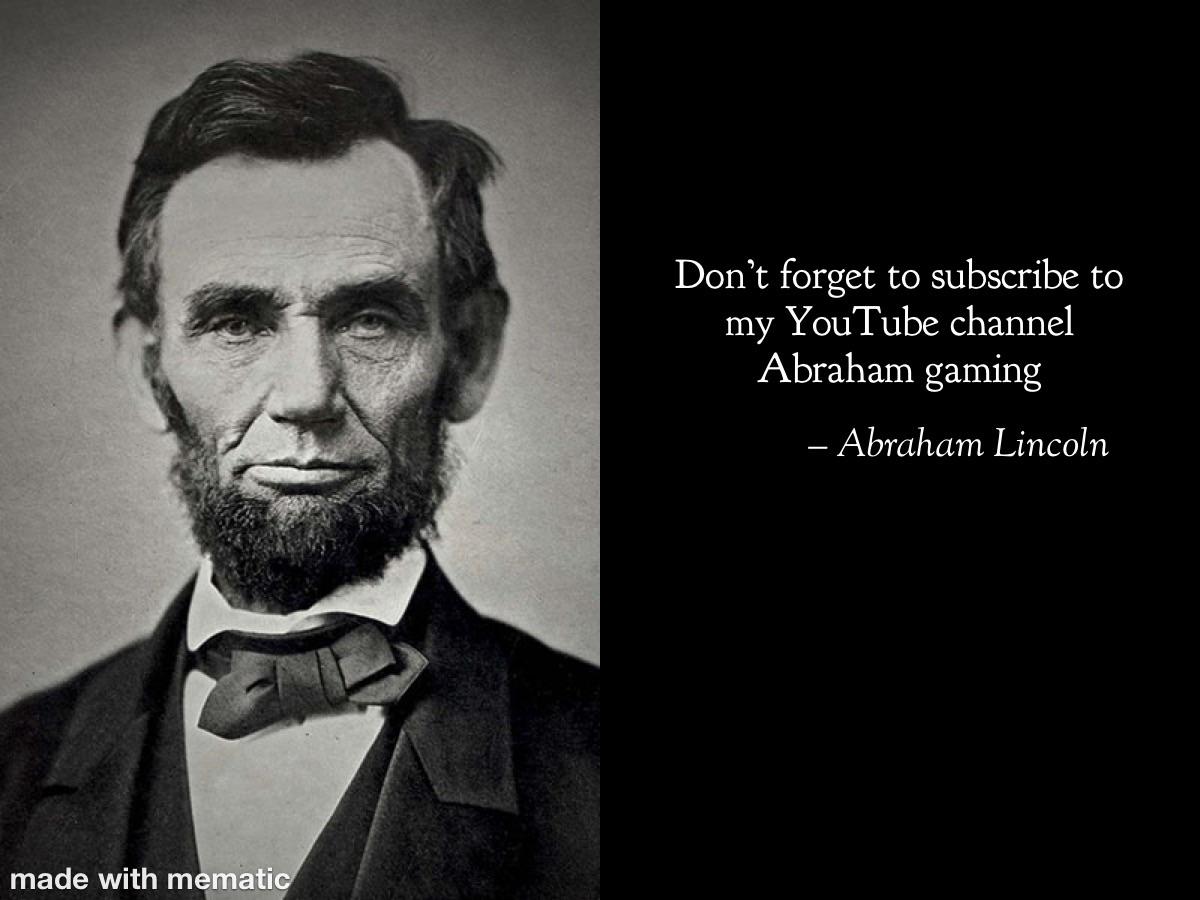 Don’t forget to subscribe to
my YouTube channel
Abraham gaming
– Abraham Lincoln
made with mematic